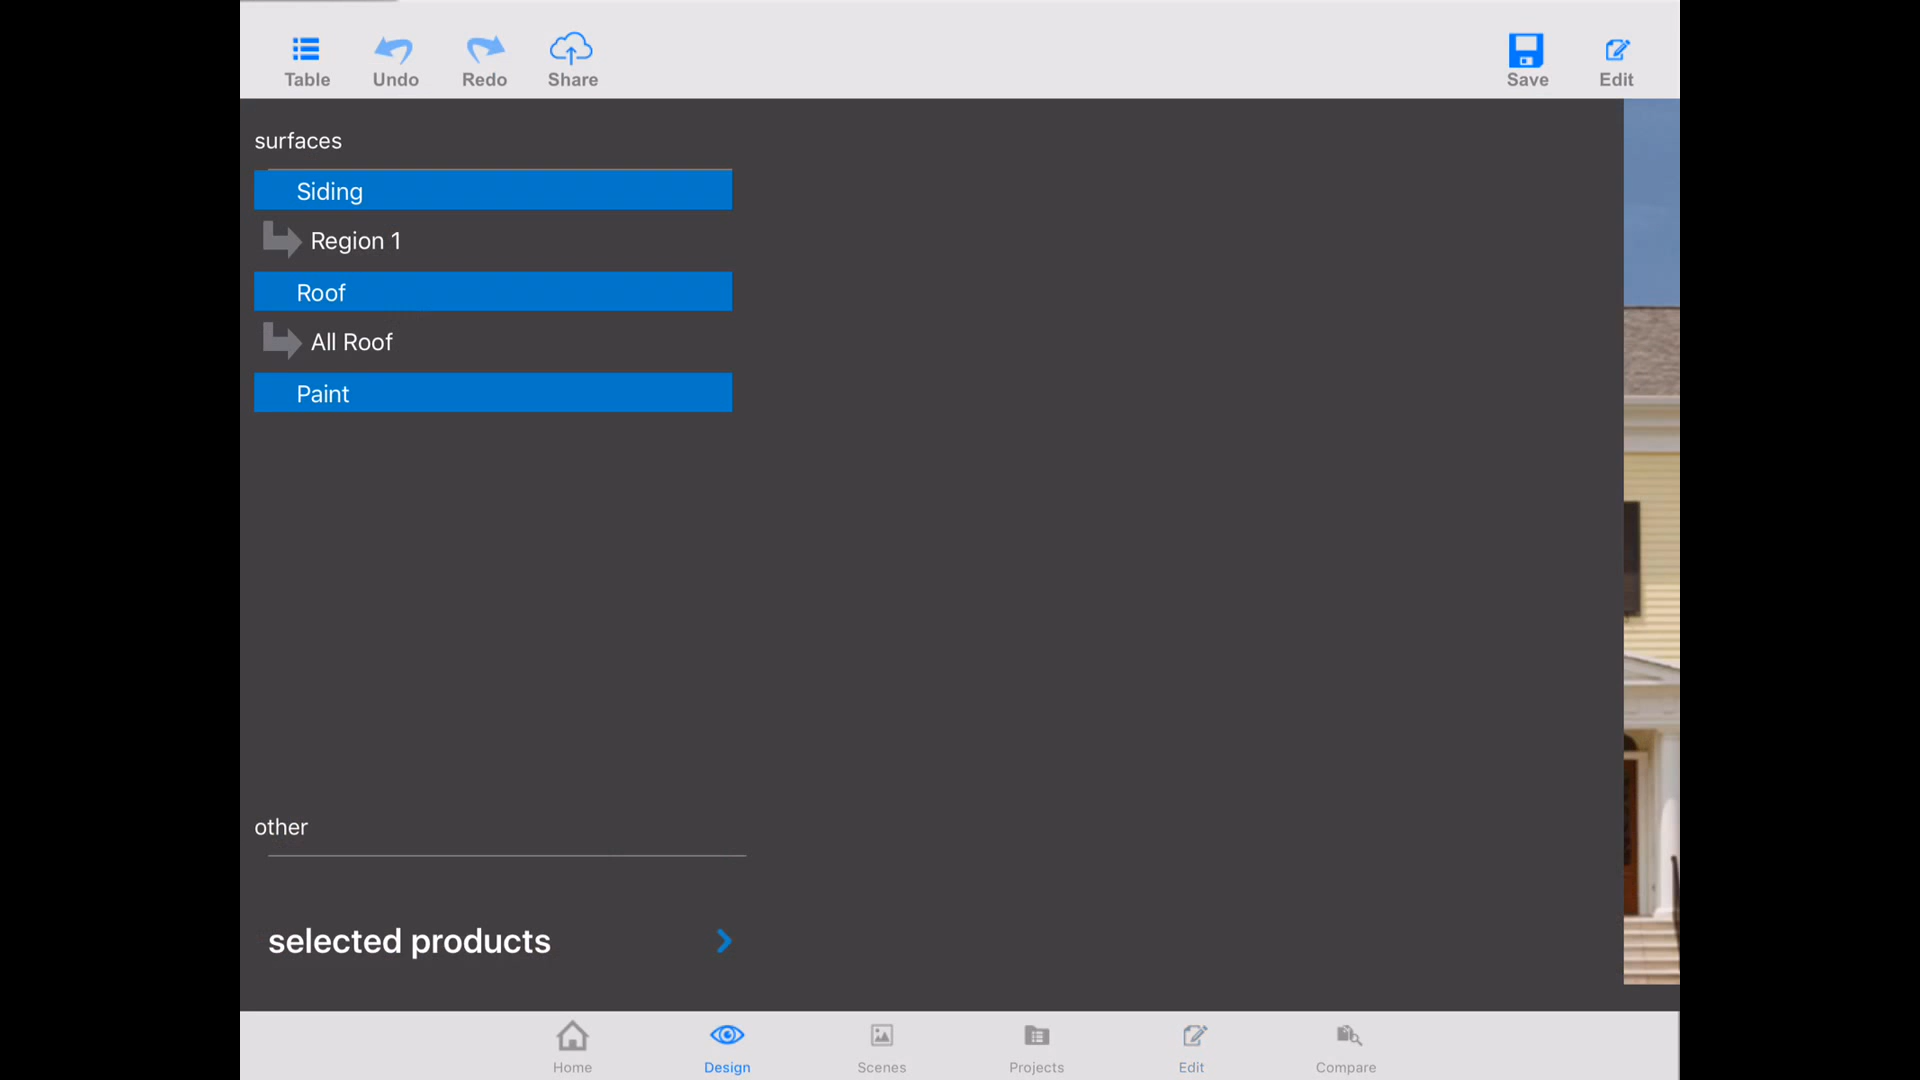 Table Undo Redo Share Save Edit
surfaces
Siding
Region 1
Roof
All Roof
Paint
other
selected products
Home Design Scenes Projects Edit Compare